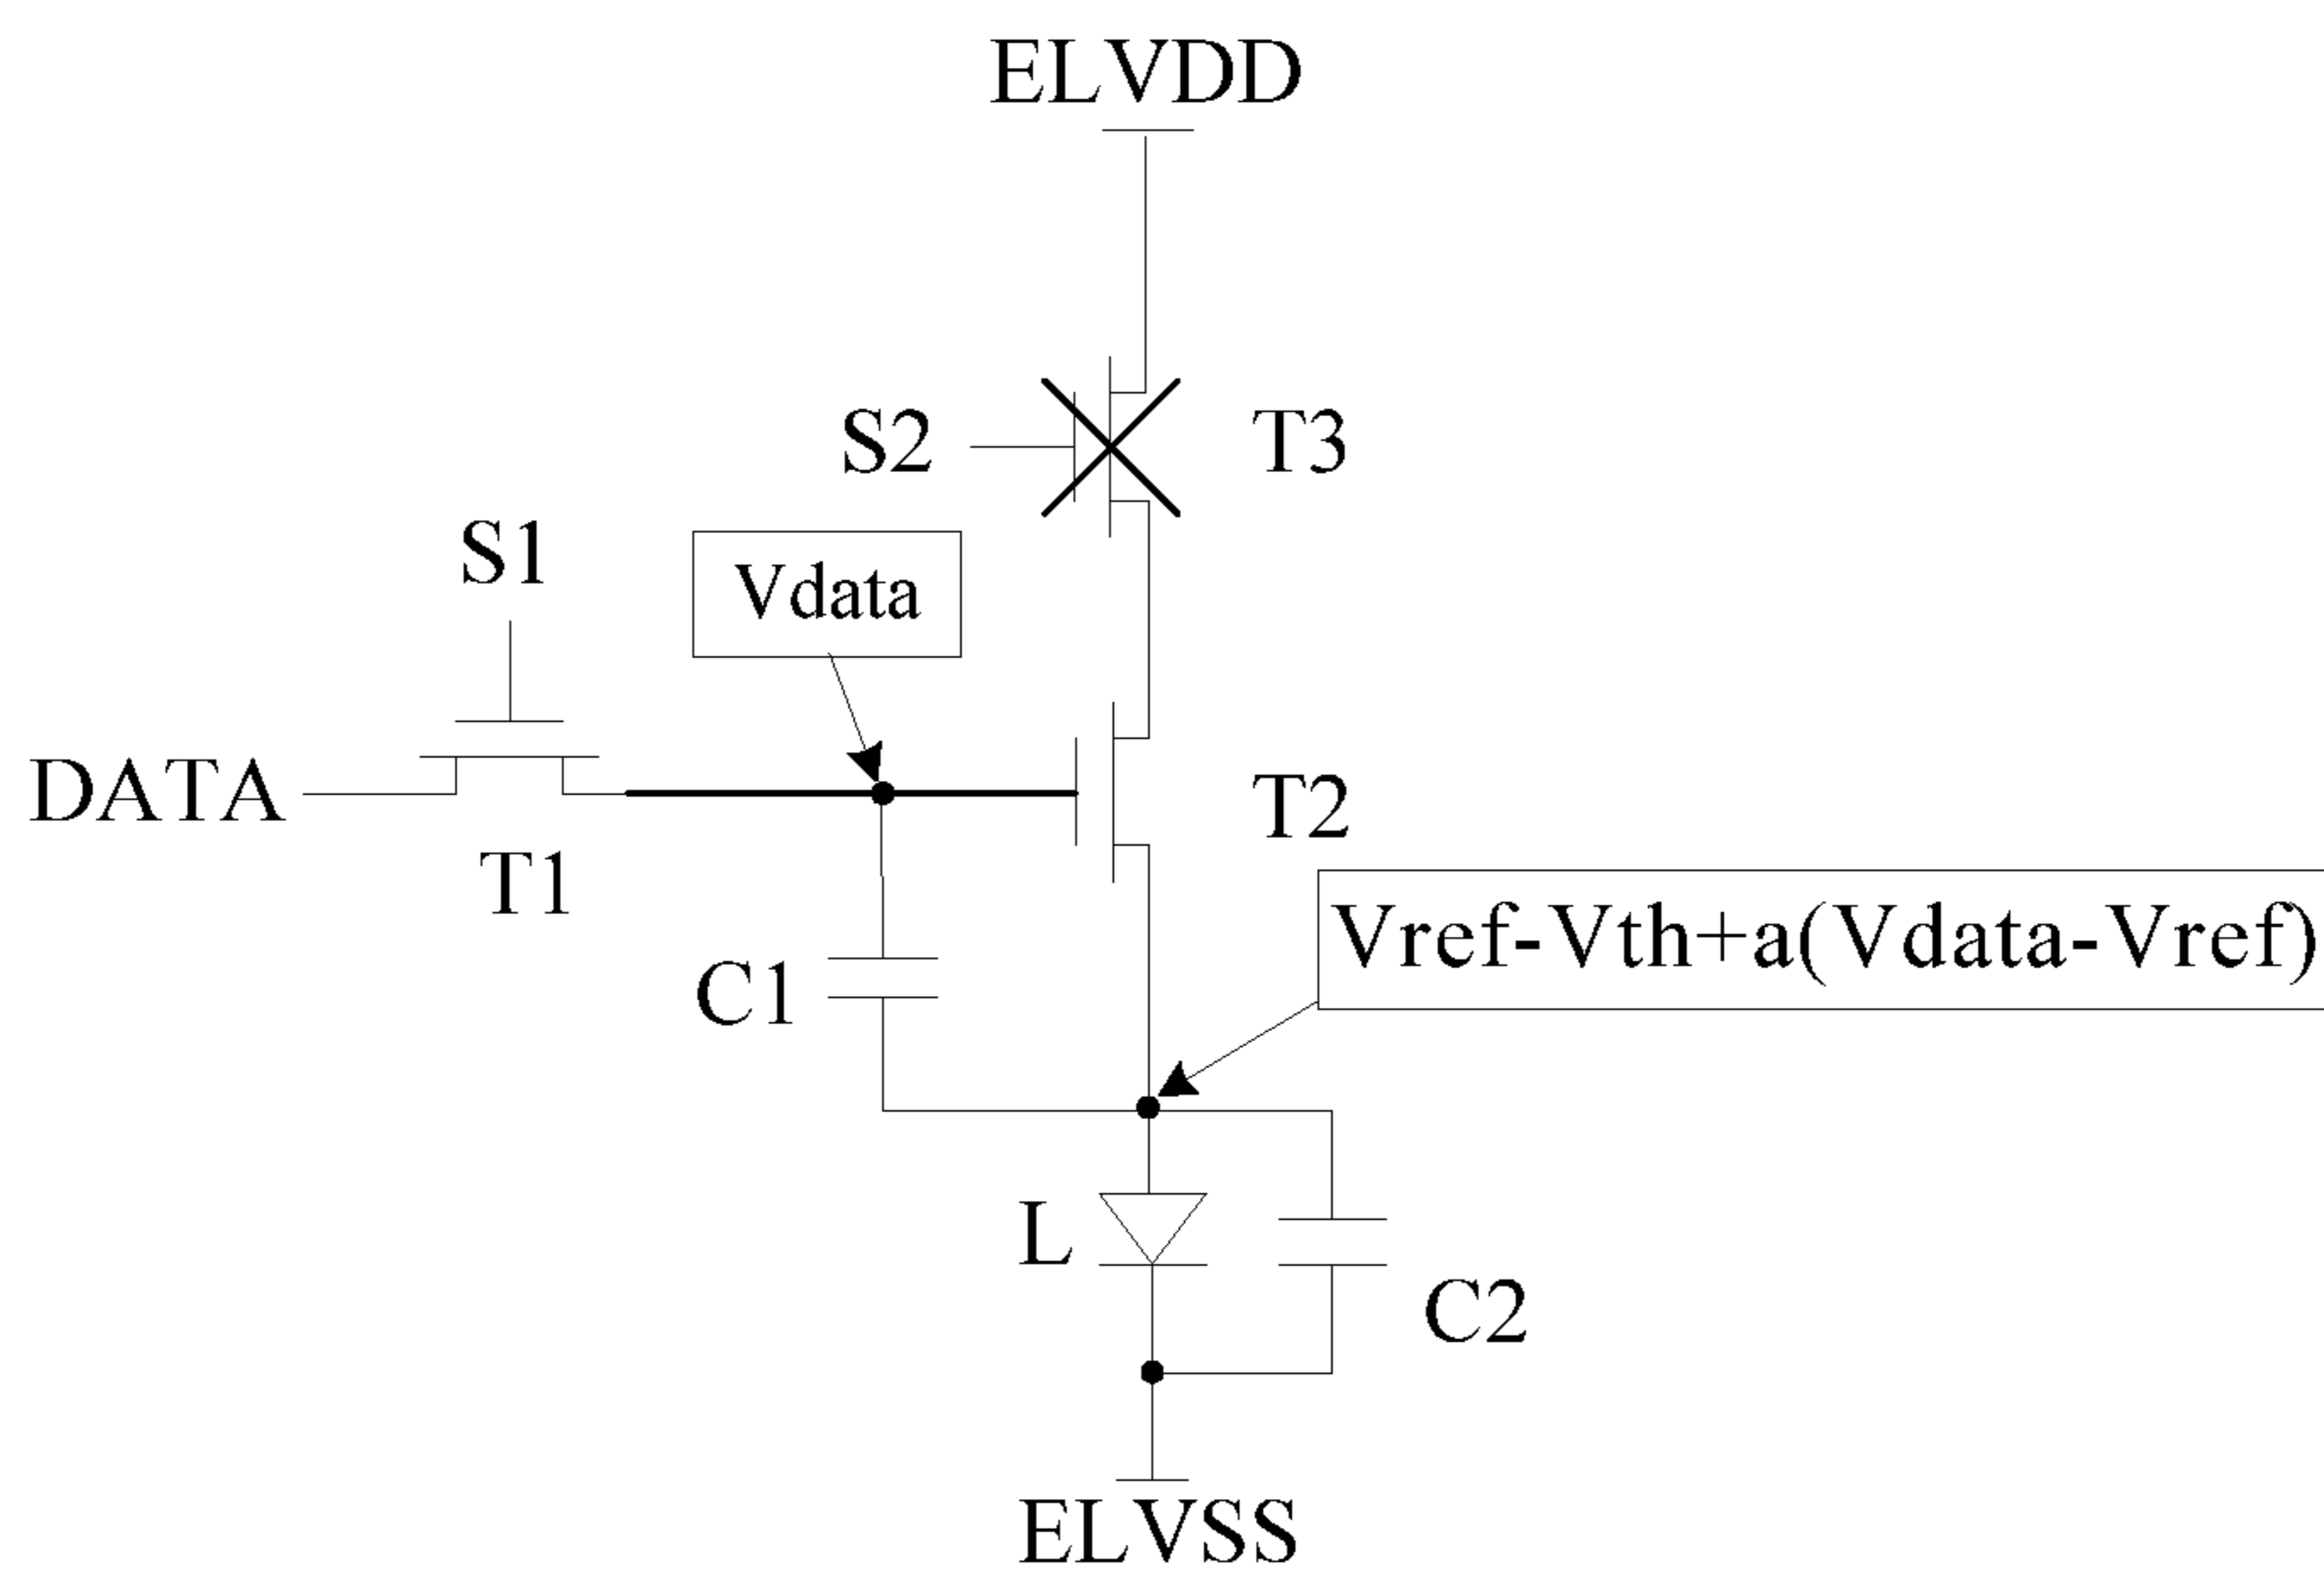 ELVDD
S2
T3
S1
Vdata
DATA
T2
T1
Vref-Vth+a(Vdata-Vref)
C1
L
C2
ELVSS